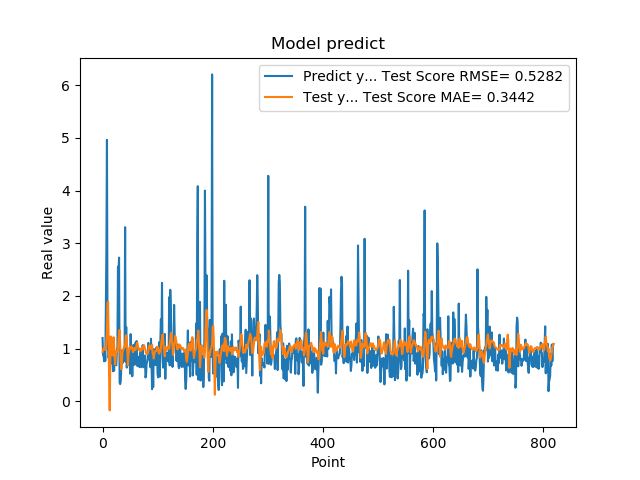 Model predict
Predict y... Test Score RMSE= 0.5282
Test y... Test Score MAE= 0.3442
6
5
4
3
2
1
0
Real value
0 200 400 600 800
Point